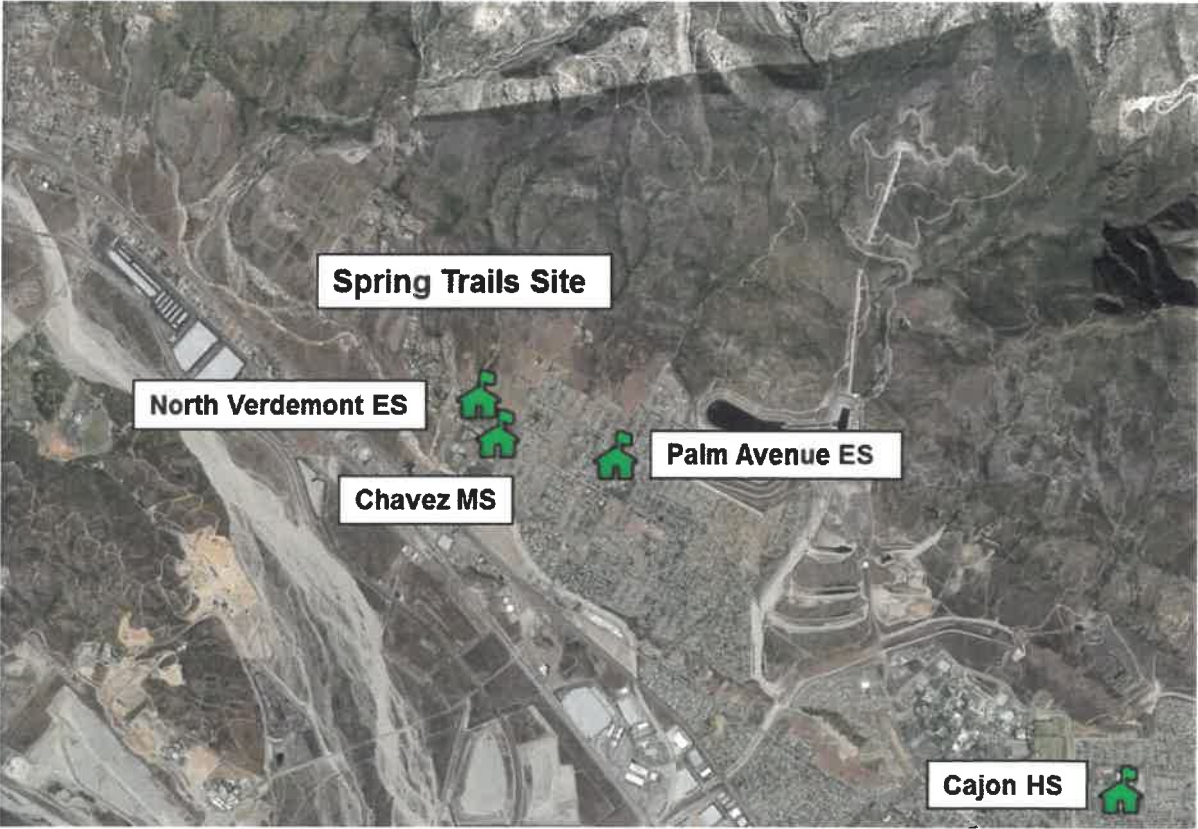 Spring Trails Site
North Verdemont ES
Palm Avenue ES
Chavez MS
Cajon HS